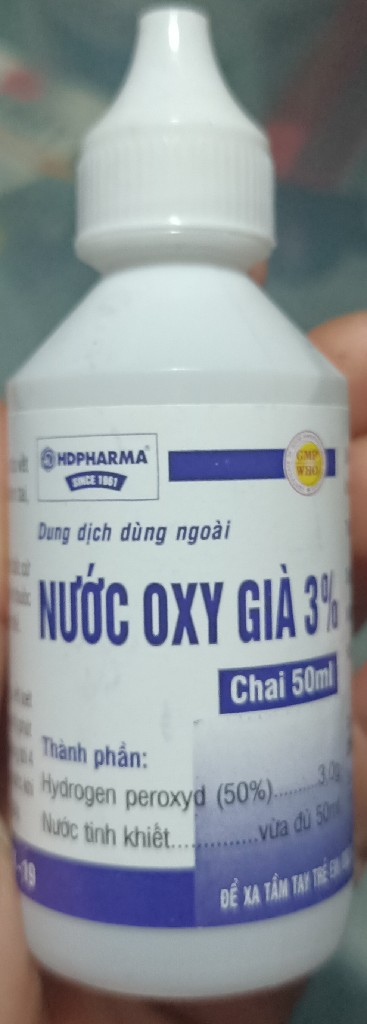 HDPHARMA®
SINCE 1961
GMP
WHO
Dung dịch dùng ngoài
NƯỚC OXY GIÀ 3%
Chai 50ml
Thành phần:
Hydrogen peroxyd (50%).........3,0g
Nước tinh khiết..............vừa đủ 50ml
ĐỂ XA TẦM TAY TRẺ EM
-19